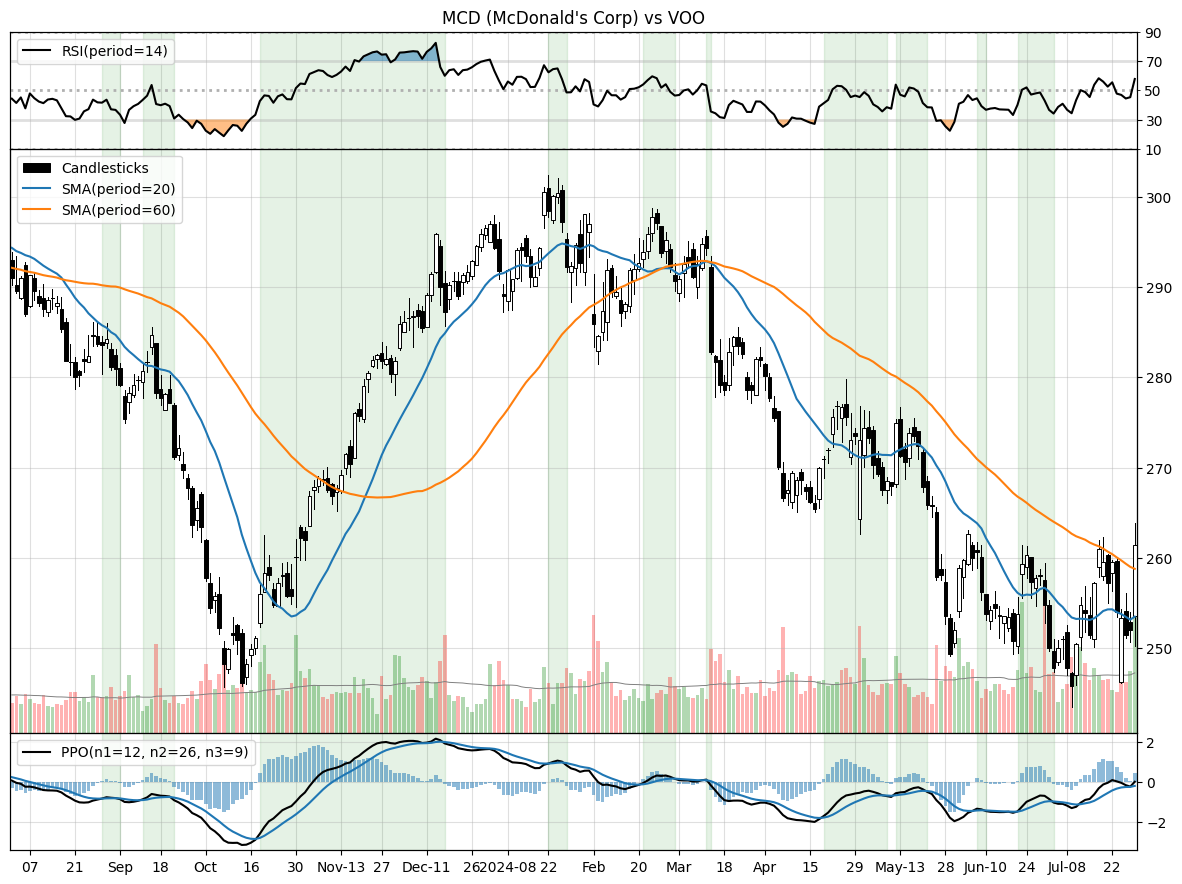 MCD (McDonald's Corp) vs VOO
RSI(period=14)
90
70
50
30
10
Candlesticks
SMA(period=20)
SMA(period=60)
300
290
280
270
260
250
PPO(n1=12, n2=26, n3=9)
2
0
−2
07 21 Sep 18 Oct 16 30 Nov-13 27 Dec-11 26 2024-08 22 Feb 20 Mar 18 Apr 15 29 May-13 28 Jun-10 24 Jul-08 22